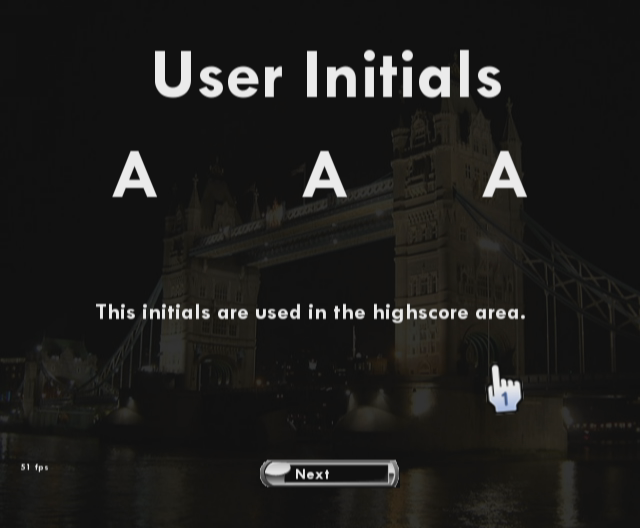 User Initials
A A A
This initials are used in the highscore area.
1
51 fps
Next